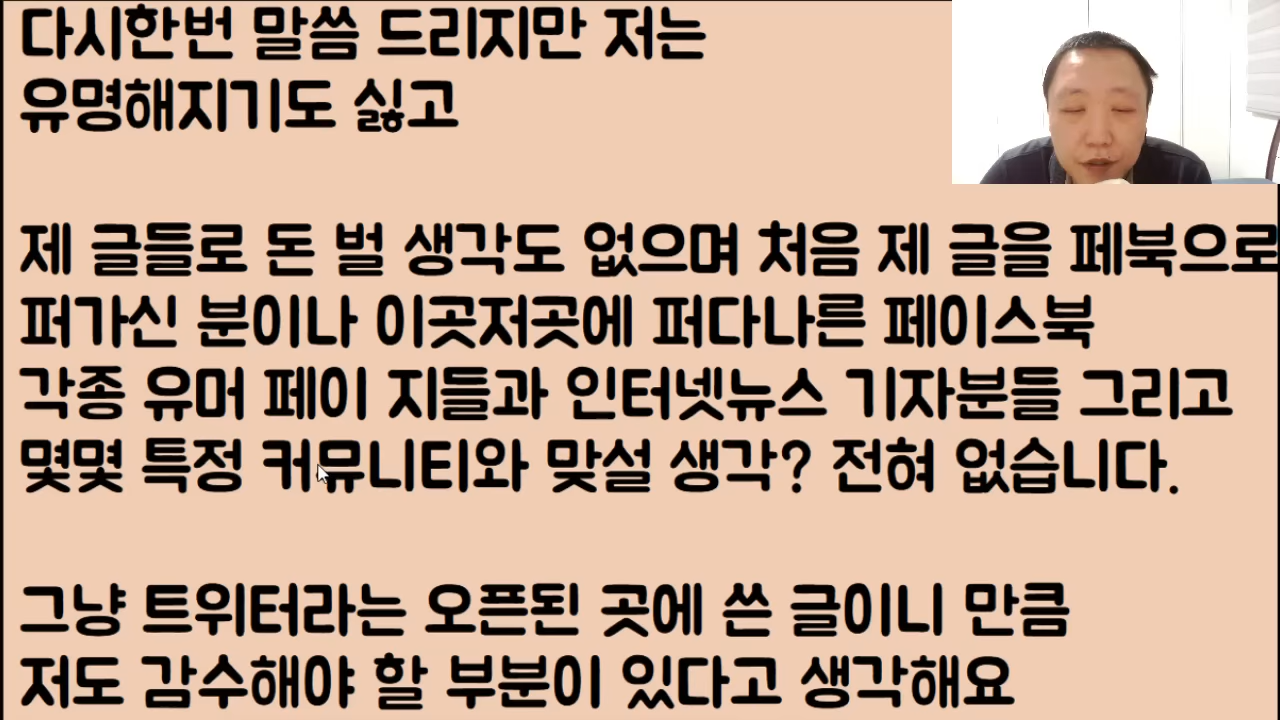 다시한번 말씀 드리지만 저는
유명해지기도 싫고
제 글들로 돈 벌 생각도 없으며 처음 제 글을 페북으로
퍼가신 분이나 이곳저곳에 퍼다나른 페이스북
각종 유머 페이 지들과 인터넷뉴스 기자분들 그리고
몇몇 특정 커뮤니티와 맞설 생각? 전혀 없습니다.
그냥 트위터라는 오픈된 곳에 쓴 글이니 만큼
저도 감수해야 할 부분이 있다고 생각해요